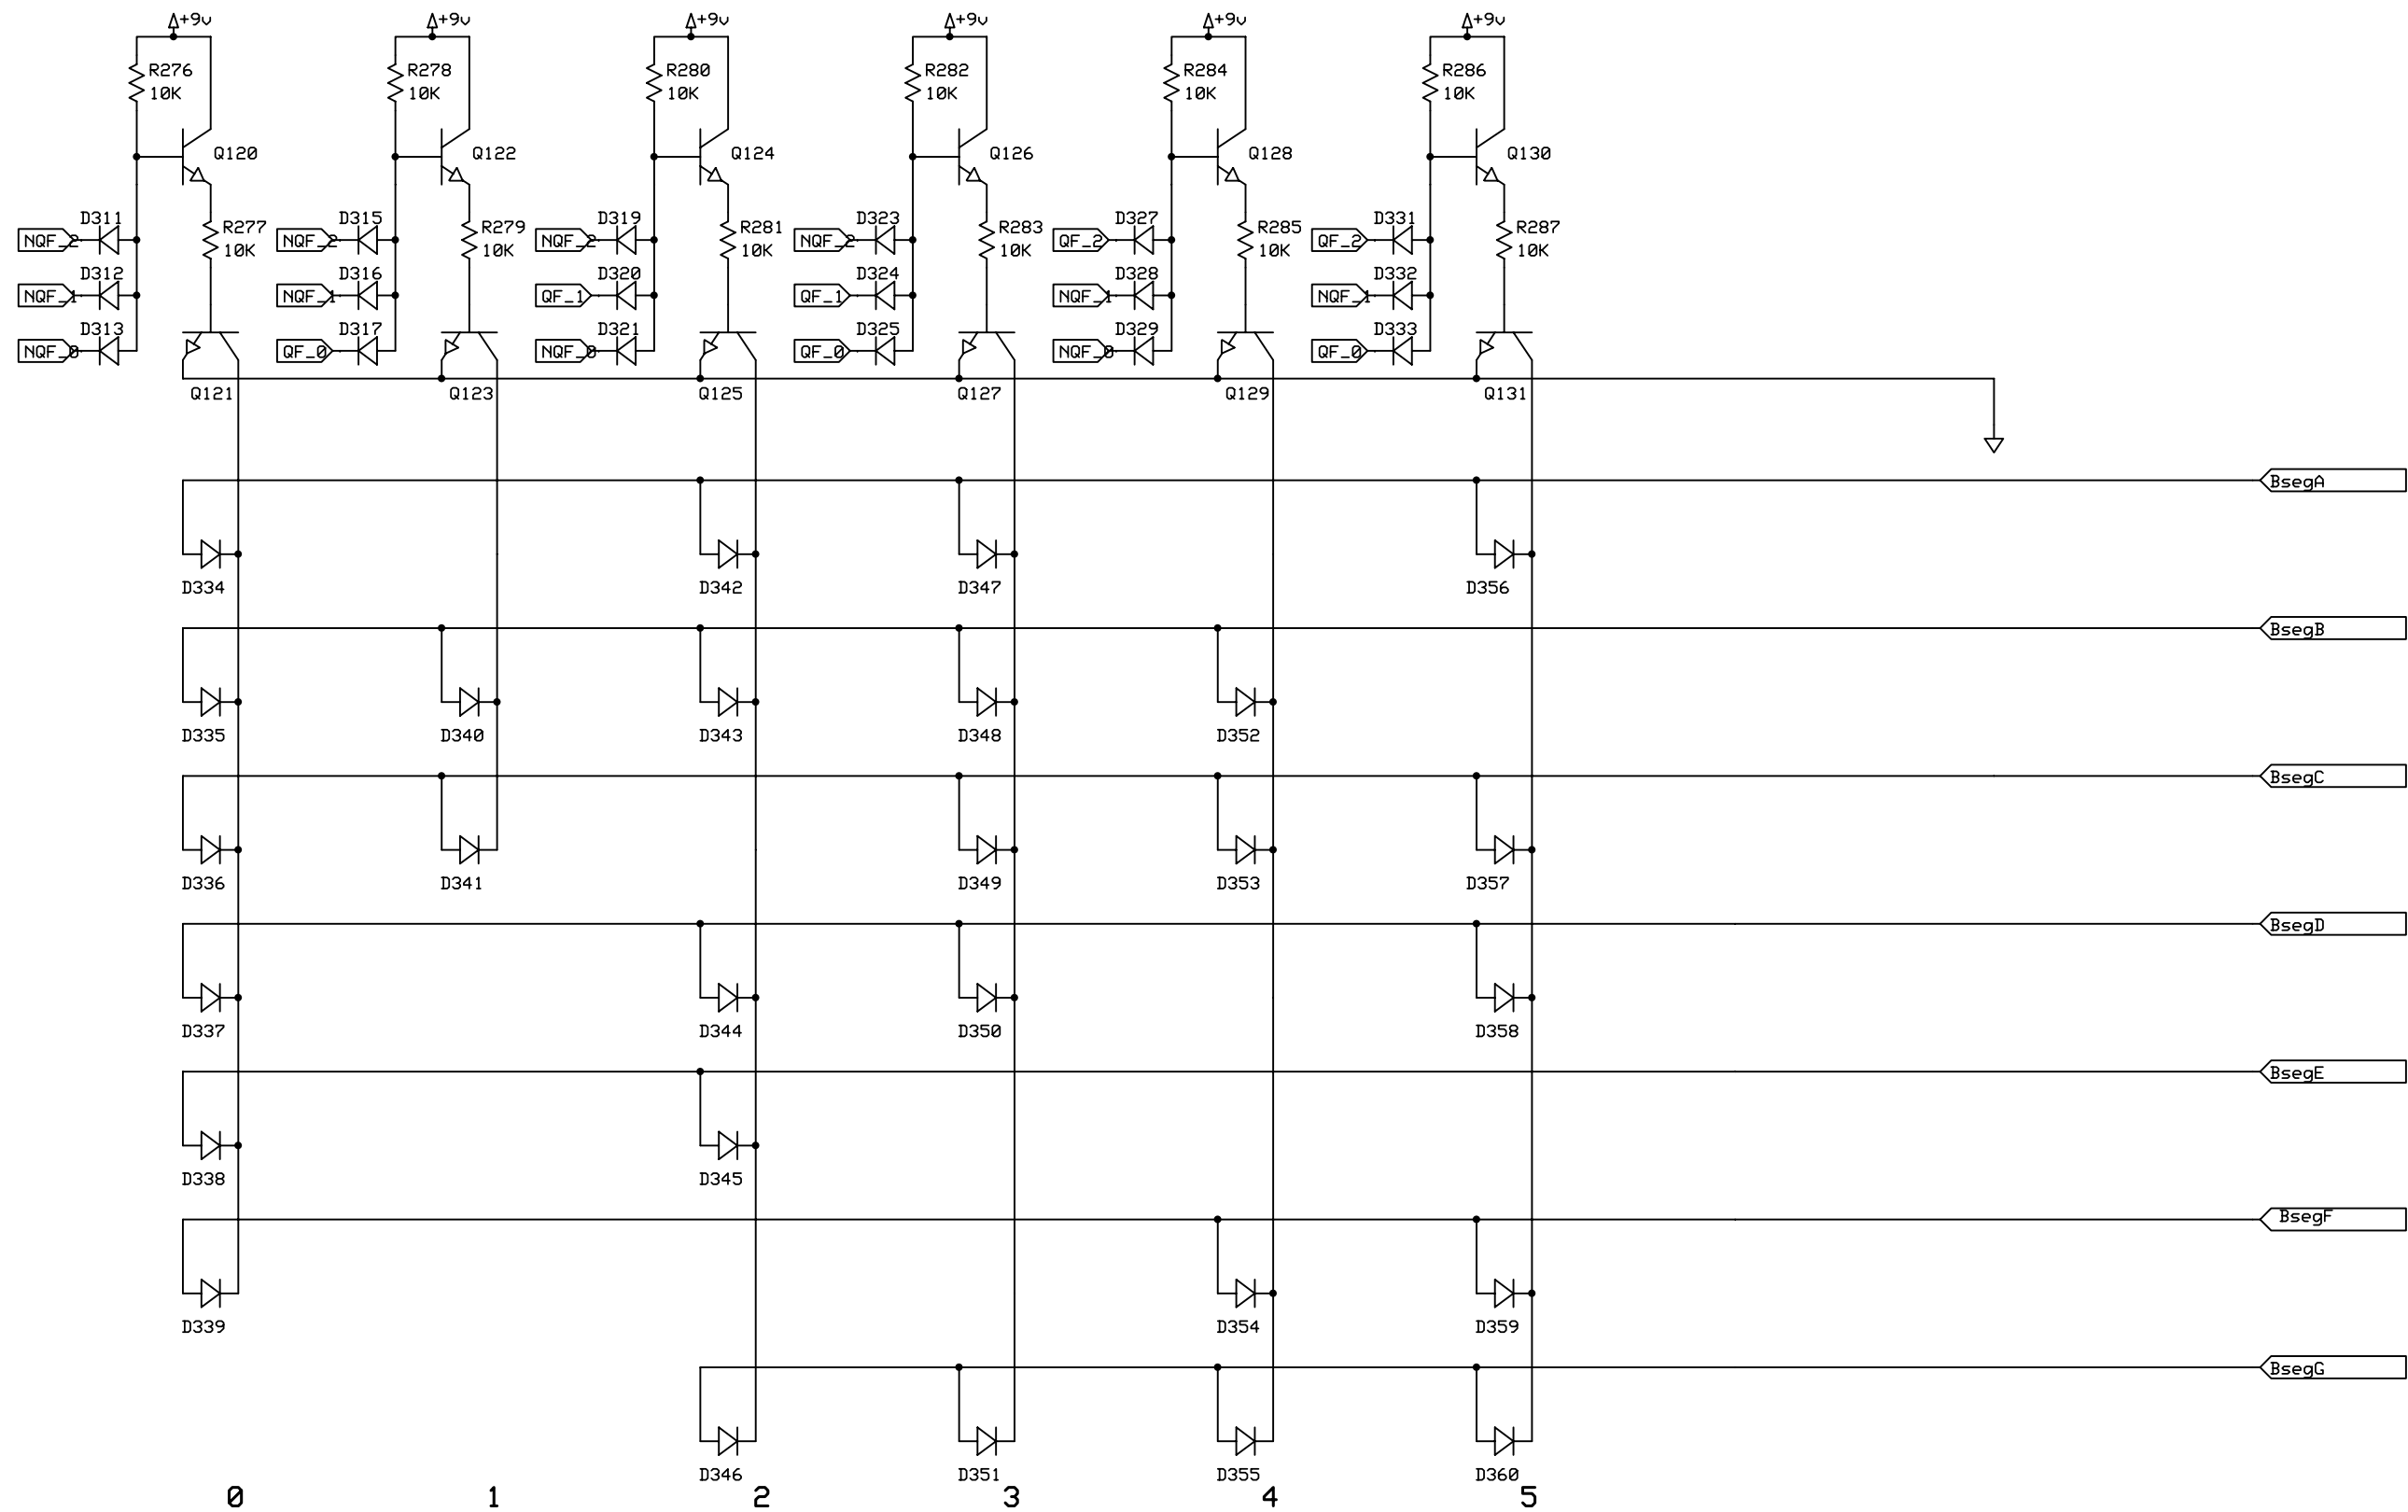 +9v +9v +9v +9v +9v +9v
R276 R278 R280 R282 R284 R286
10K 10K 10K 10K 10K 10K
Q120 Q122 Q124 Q126 Q128 Q130
D311 D315 D319 D323 D327 D331
R277 R279 R281 R283 R285 R287
NQF_2 NQF_2 NQF_2 NQF_2 QF_2 QF_2
10K 10K 10K 10K 10K 10K
D312 D316 D320 D324 D328 D332
NQF_1 NQF_1 QF_1 QF_1 NQF_1 NQF_1
D313 D317 D321 D325 D329 D333
NQF_0 QF_0 NQF_0 QF_0 NQF_0 QF_0
Q121 Q123 Q125 Q127 Q129 Q131
BsegA
D334 D342 D347 D356
BsegB
D335 D340 D343 D348 D352
BsegC
D336 D341 D349 D353 D357
BsegD
D337 D344 D350 D358
BsegE
D338 D345
BsegF
D339 D354 D359
BsegG
D346 D351 D355 D360
0 1 2 3 4 5